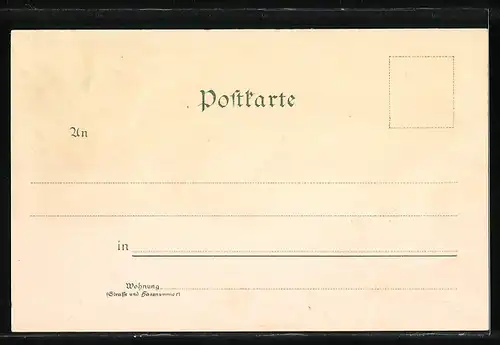 Postkarte
An
in
Wohnung
(Straße und Hausnummer)